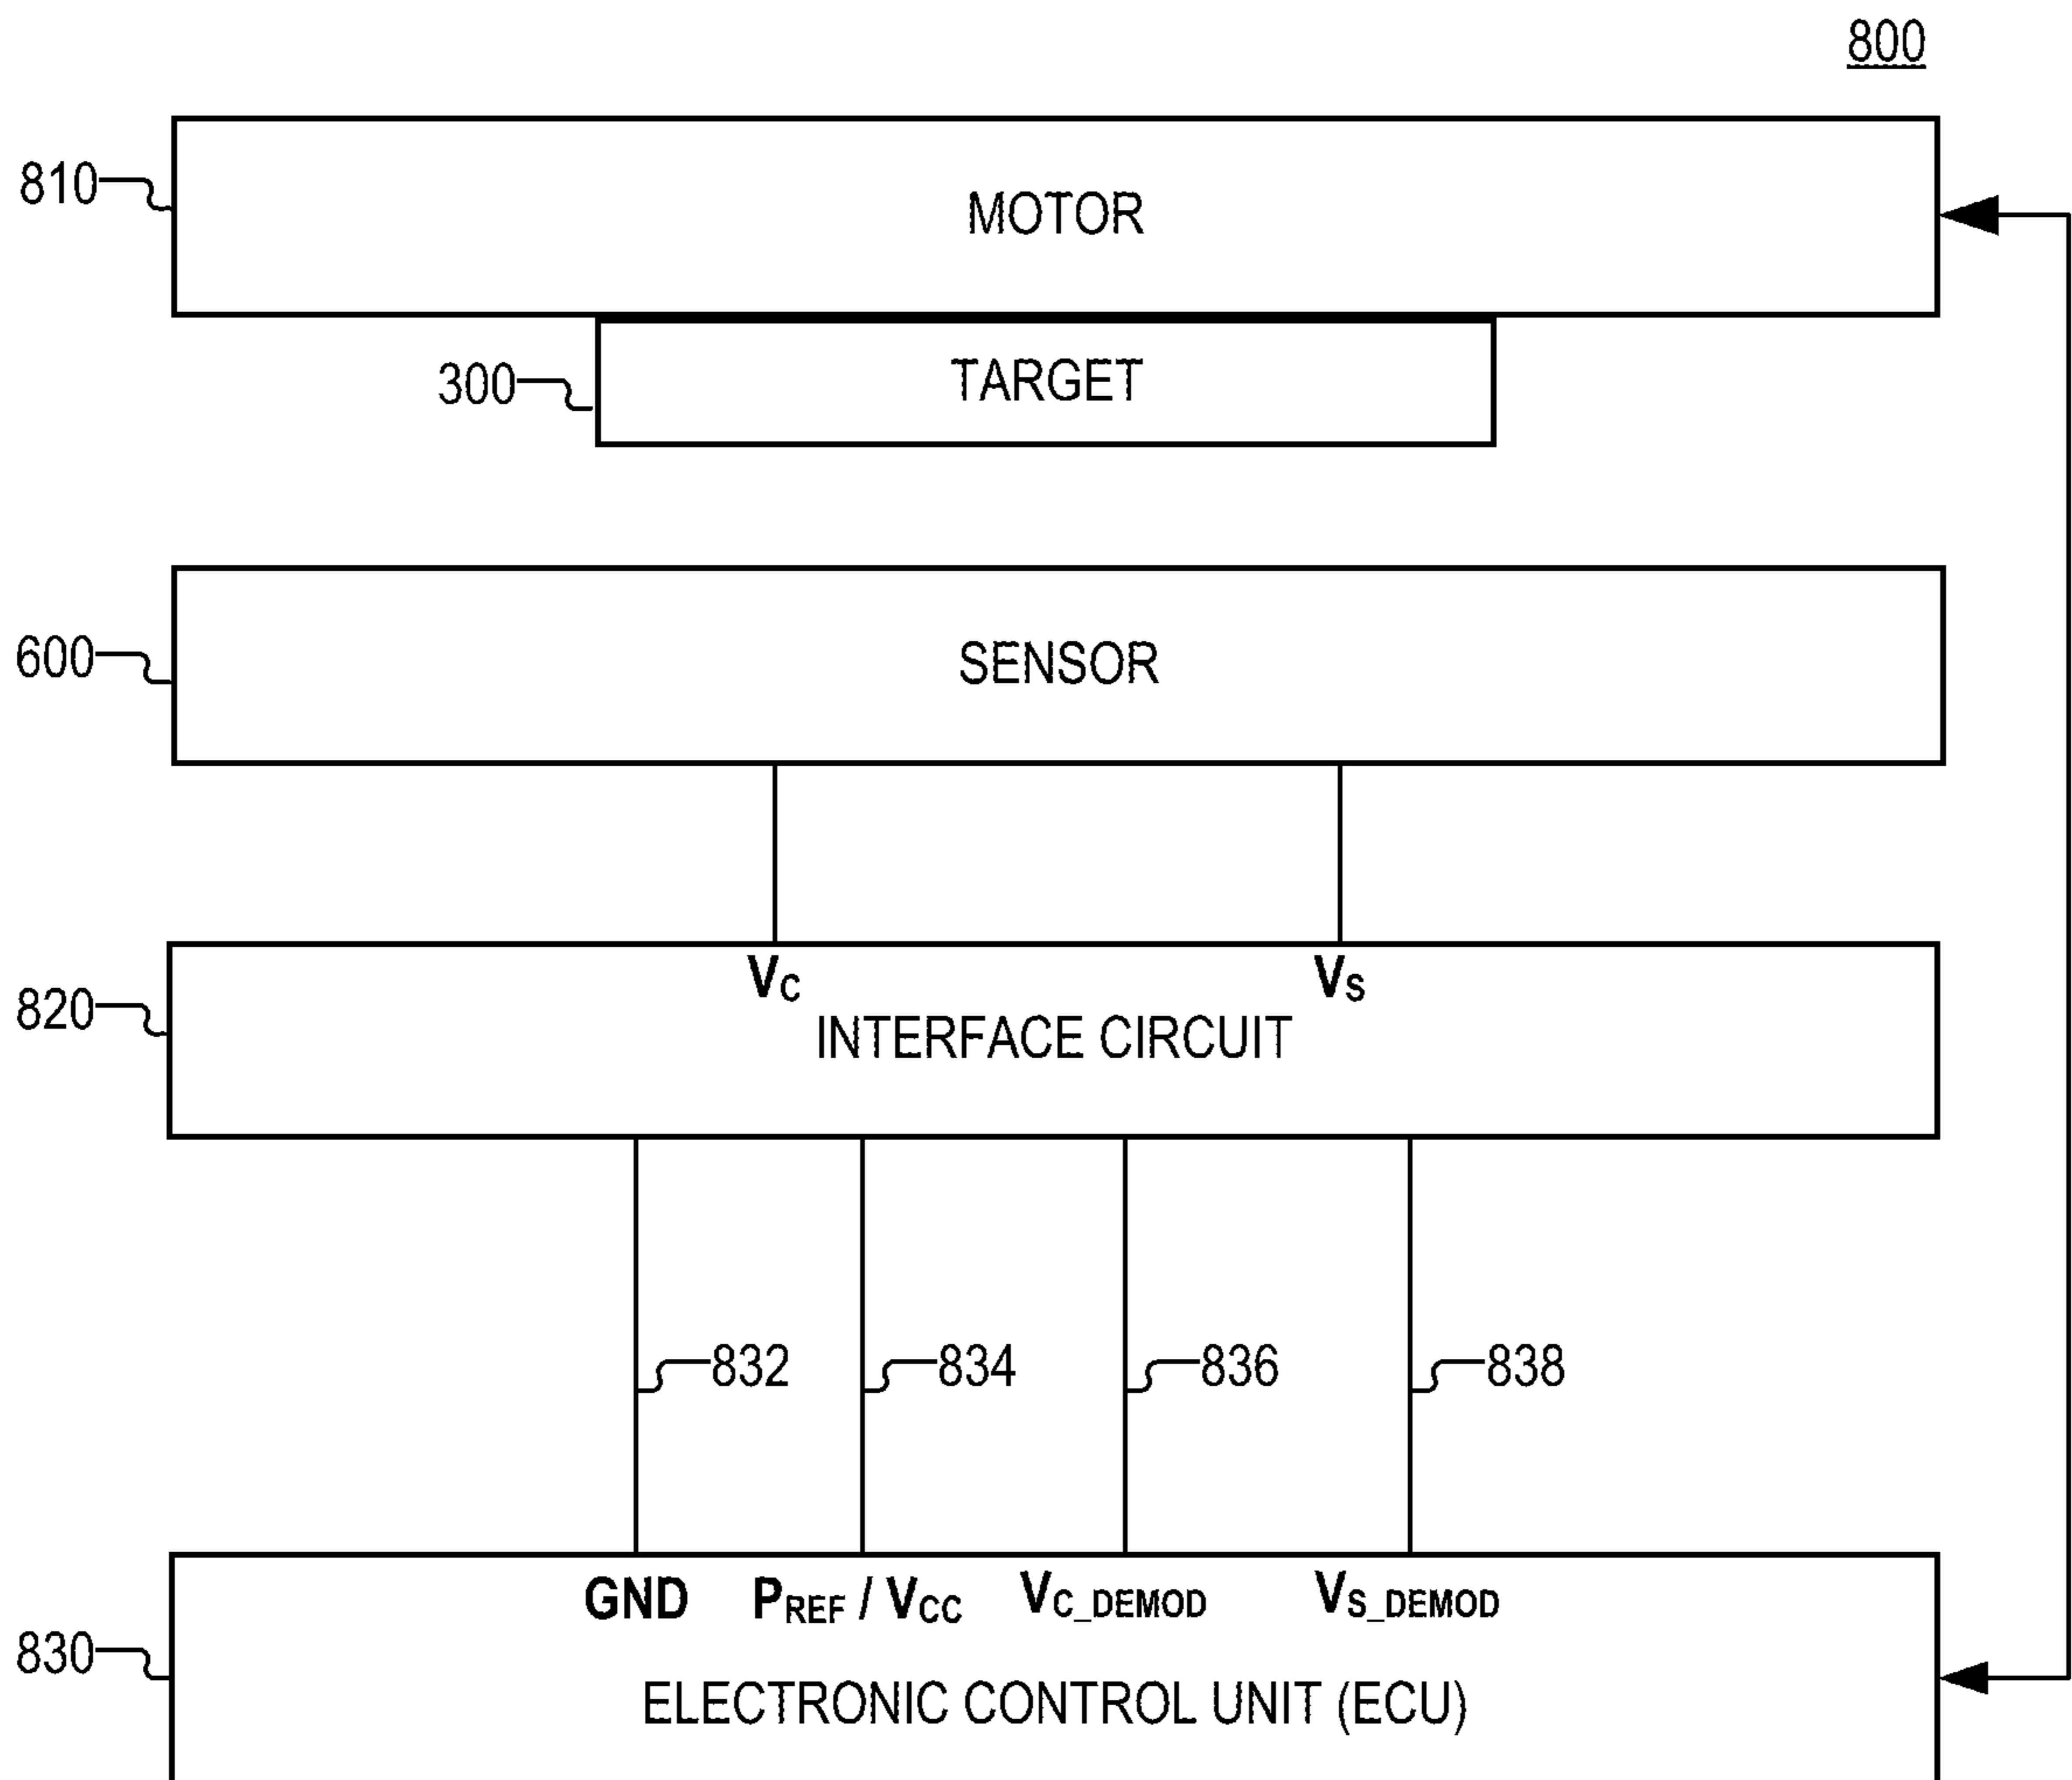 800
810
MOTOR
300
TARGET
600
SENSOR
VC
VS
820
INTERFACE CIRCUIT
832
834
836
838
GND
PREF / VCC
VC_DEMOD
VS_DEMOD
830
ELECTRONIC CONTROL UNIT (ECU)